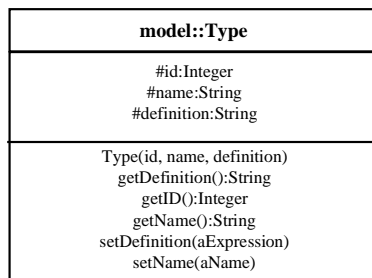 model::Type
#id:Integer
#name:String
#definition:String
Type(id, name, definition)
getDefinition():String
getID():Integer
getName():String
setDefinition(aExpression)
setName(aName)